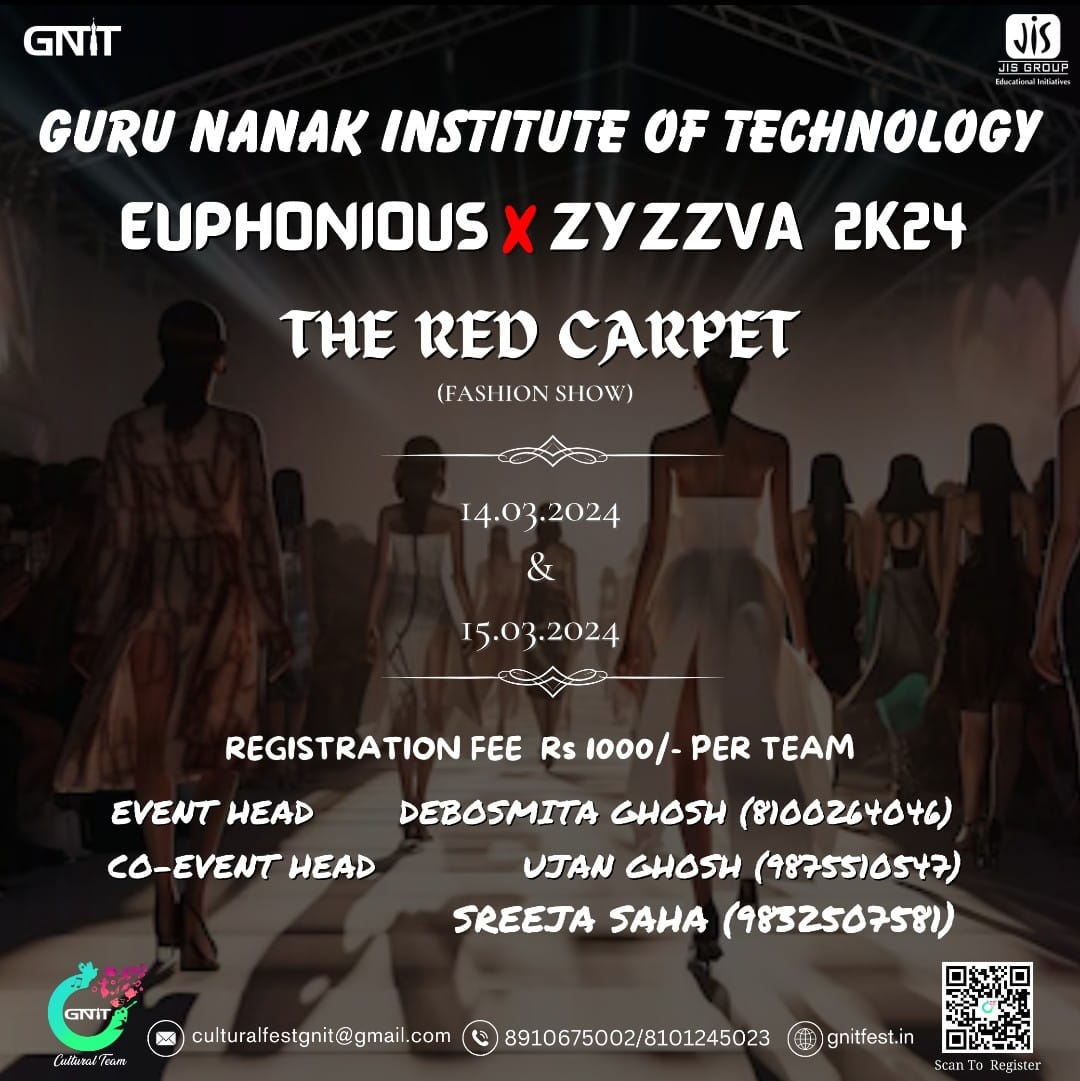 GNIT
JIS
JIS GROUP
Educational Initiatives
GURU NANAK INSTITUTE OF TECHNOLOGY
EUPHONIOUS X ZYZZVA 2K24
THE RED CARPET
(FASHION SHOW)
14.03.2024
&
15.03.2024
REGISTRATION FEE Rs 1000/- PER TEAM
EVENT HEAD DEBOSMITA GHOSH (8100264046)
CO-EVENT HEAD UJAN GHOSH (9875510547)
SREEJA SAHA (9832507581)
GNIT
Cultural Team
culturalfestgnit@gmail.com 8910675002/8101245023 gnitfest.in
Scan To Register